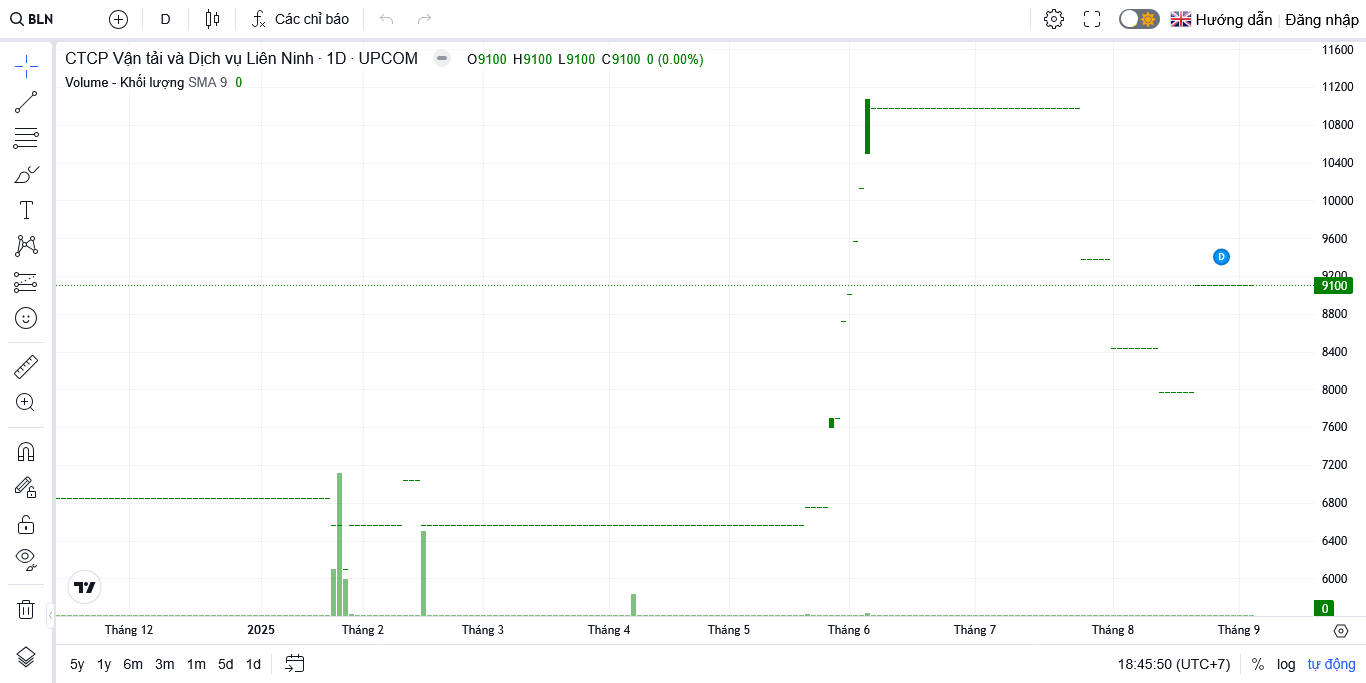 BLN D Các chỉ báo Hướng dẫn Đăng nhập
CTCP Vận tải và Dịch vụ Liên Ninh · 1D · UPCOM O9100 H9100 L9100 C9100 0 (0.00%)
Volume - Khối lượng SMA 9 0
11600
11200
10800
10400
10000
9600
D
9200
9100
8800
8400
8000
7600
7200
6800
6400
6000
0
Tháng 12 2025 Tháng 2 Tháng 3 Tháng 4 Tháng 5 Tháng 6 Tháng 7 Tháng 8 Tháng 9
5y 1y 6m 3m 1m 5d 1d 18:45:50 (UTC+7) % log tự động